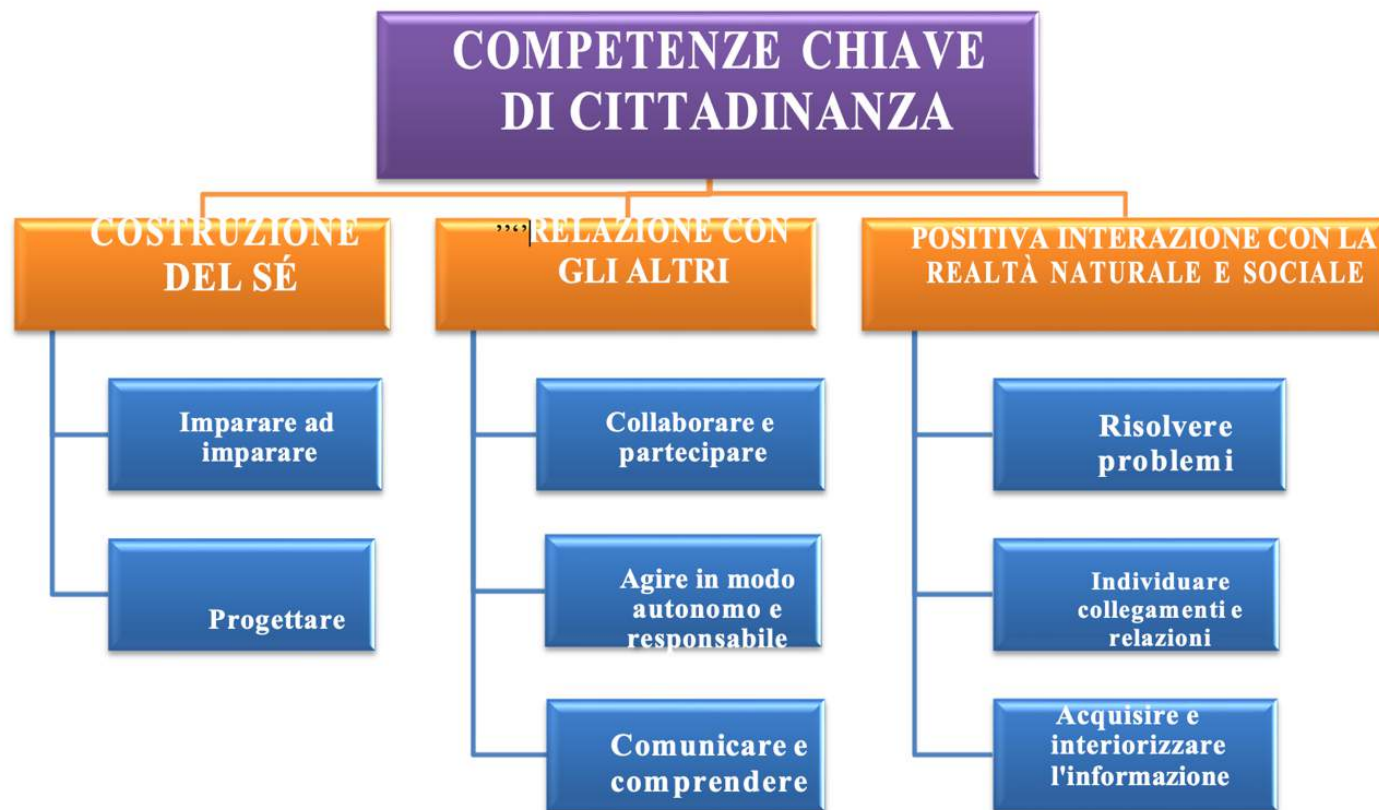 COMPETENZE CHIAVE
DI CITTADINANZA
COSTRUZIONE
DEL SÉ
’’‘’RELAZIONE CON
GLI ALTRI
POSITIVA INTERAZIONE CON LA
REALTÀ NATURALE E SOCIALE
Imparare ad
imparare
Progettare
Collaborare e
partecipare
Agire in modo
autonomo e
responsabile
Comunicare e
comprendere
Risolvere
problemi
Individuare
collegamenti e
relazioni
Acquisire e
interiorizzare
l'informazione